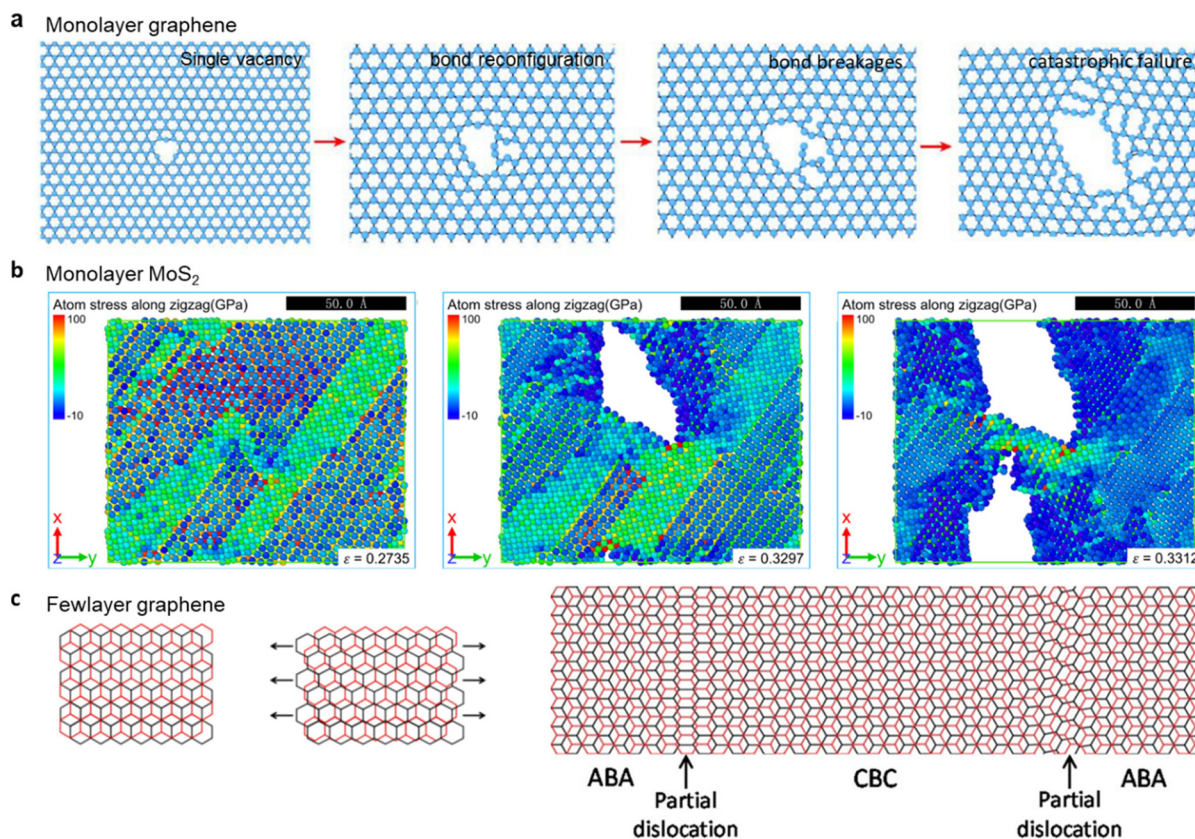 a Monolayer graphene
Single vacancy
bond reconfiguration
bond breakages
catastrophic failure
b Monolayer MoS₂
Atom stress along zigzag(GPa)
50.0 Å
100
-10
x
z y
ε = 0.2735
Atom stress along zigzag(GPa)
50.0 Å
100
-10
x
z y
ε = 0.3297
Atom stress along zigzag(GPa)
50.0 Å
100
-10
x
z y
ε = 0.3312
c Fewlayer graphene
ABA
Partial
dislocation
CBC
Partial
dislocation
ABA